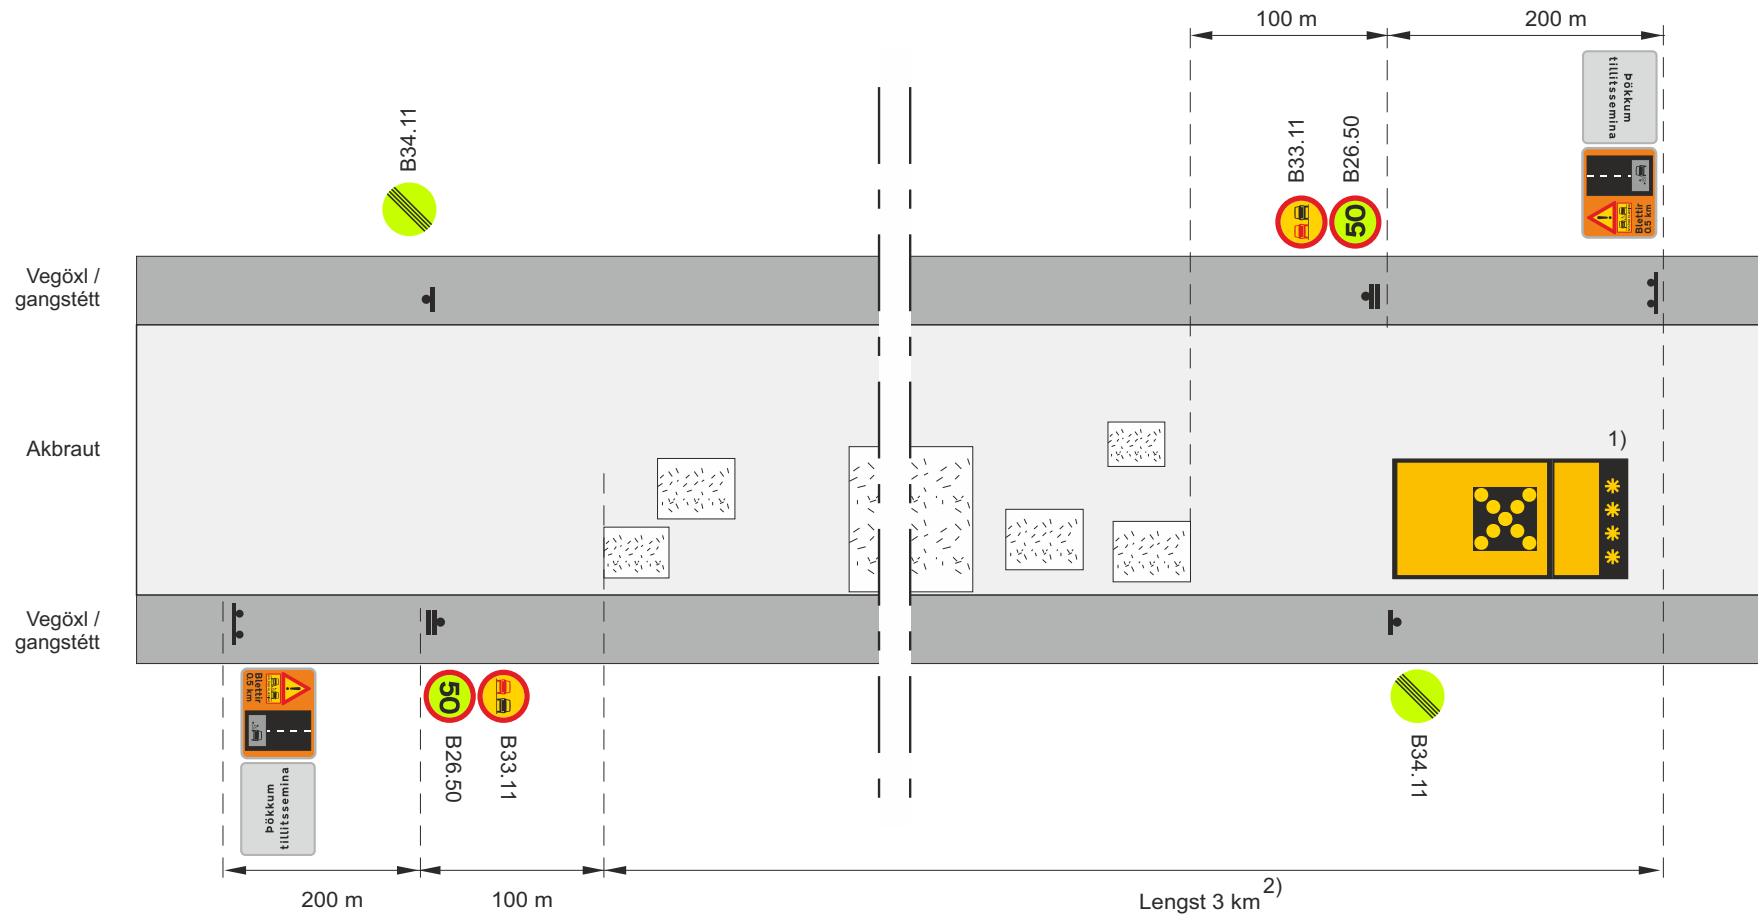 100 m
200 m
Þökkum
tillitssemina
B34.11
B33.11
B26.50
50
Blettir
0.5 km
Vegöxl /
gangstétt
Akbraut
1)
Vegöxl /
gangstétt
Blettir
0.5 km
50
B26.50
B33.11
B34.11
Þökkum
tillitssemina
200 m
100 m
Lengst 3 km 2)